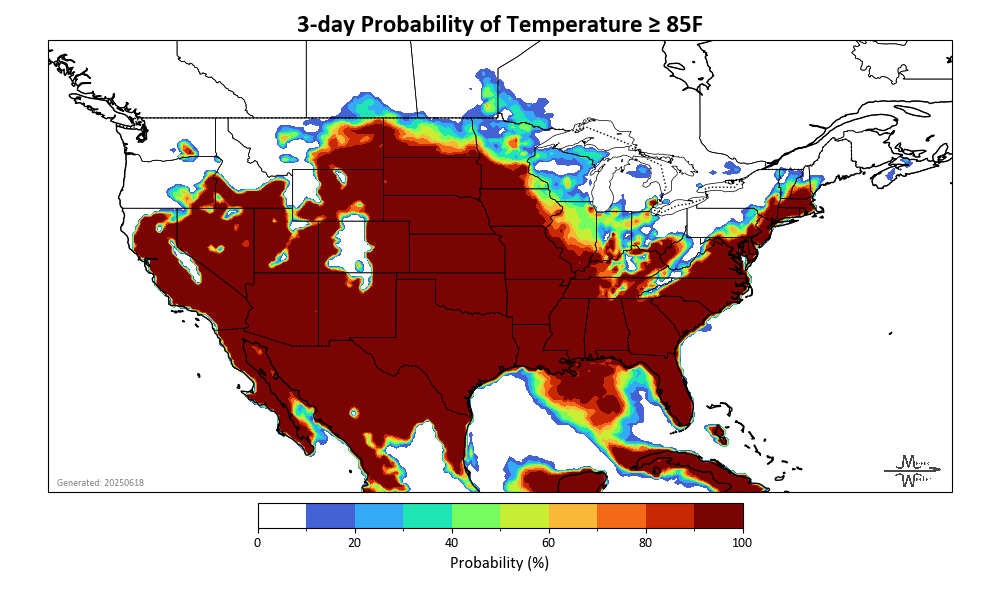 3-day Probability of Temperature ≥ 85F
Generated: 20250618
0 20 40 60 80 100
Probability (%)